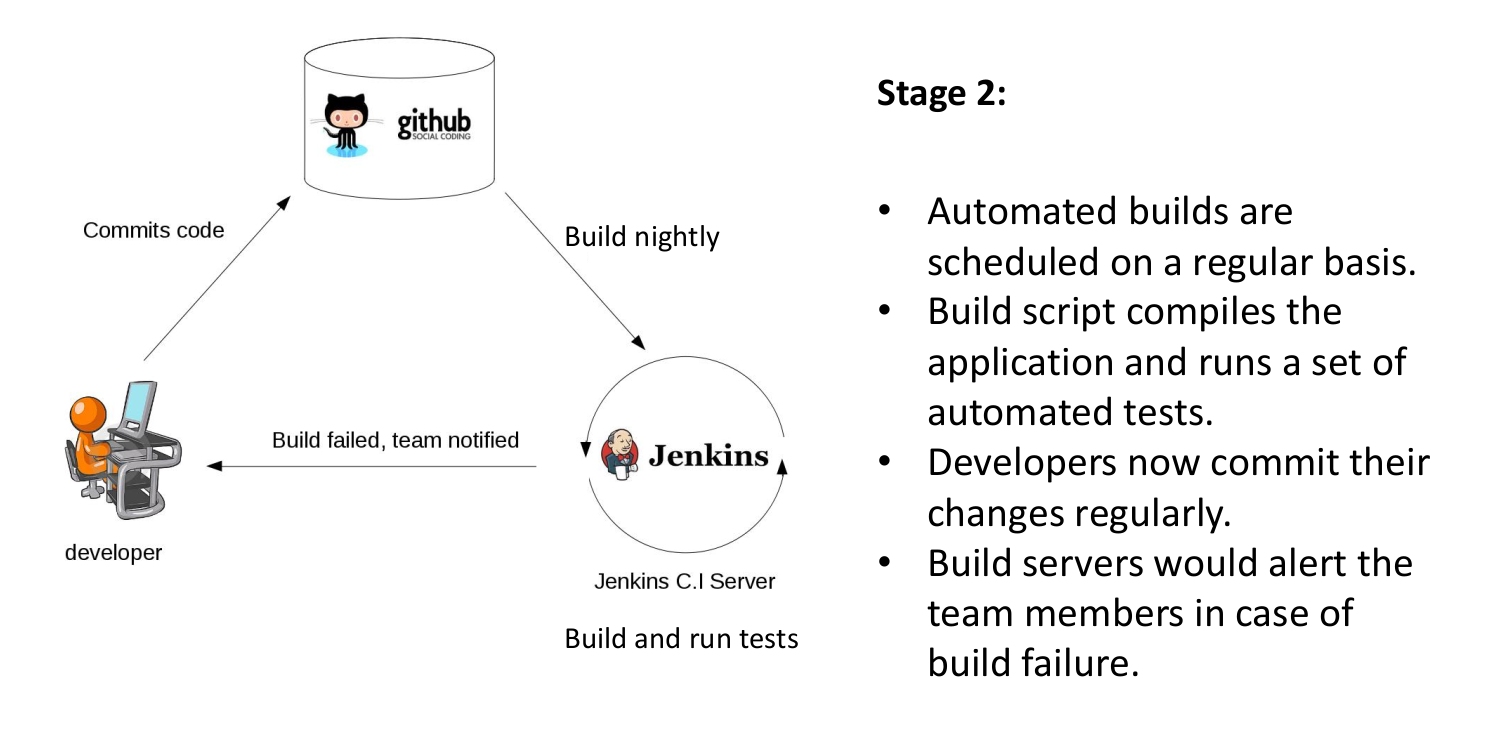 github
SOCIAL CODING
Commits code
Build nightly
Build failed, team notified
Jenkins
developer
Jenkins C.I Server
Build and run tests
Stage 2:
• Automated builds are
scheduled on a regular basis.
• Build script compiles the
application and runs a set of
automated tests.
• Developers now commit their
changes regularly.
• Build servers would alert the
team members in case of
build failure.